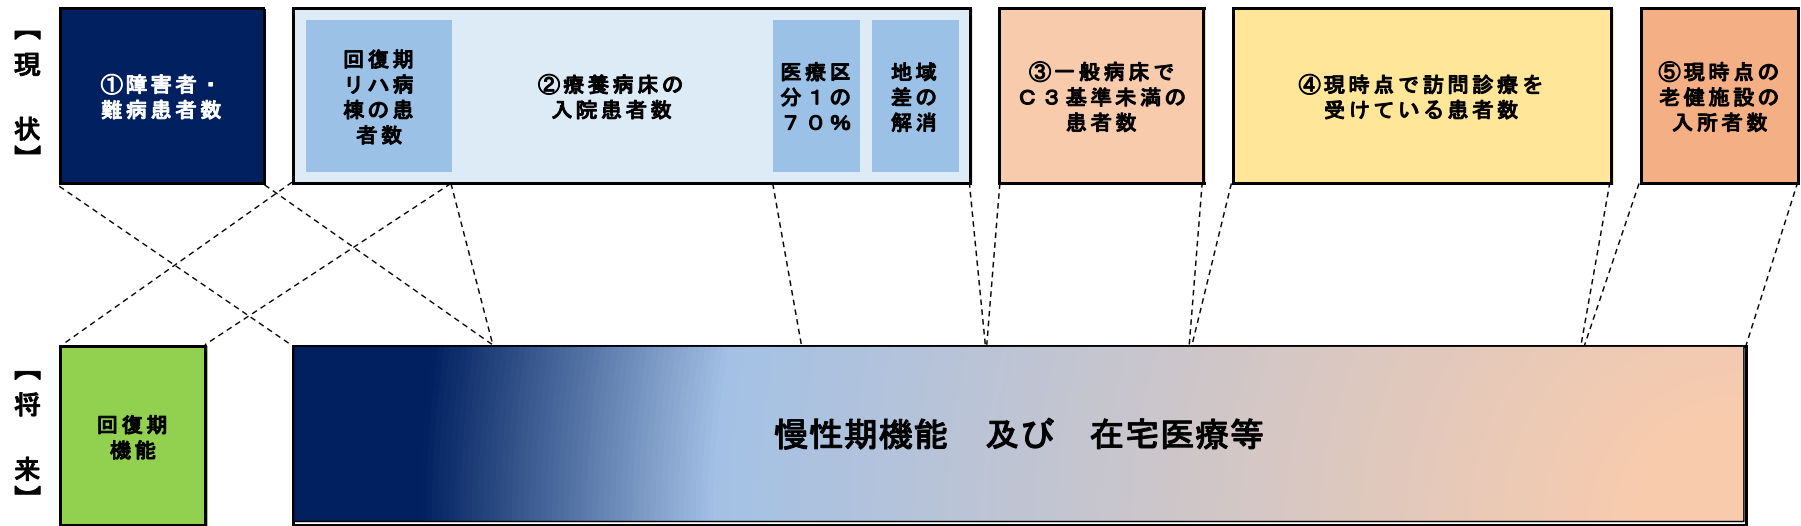 【現状】
①障害者・
難病患者数
回復期
リハ病
棟の患
者数
②療養病床の
入院患者数
医療区
分１の
７０％
地域
差の
解消
③一般病床で
Ｃ３基準未満の
患者数
④現時点で訪問診療を
受けている患者数
⑤現時点の
老健施設の
入所者数
【将来】
回復期
機能
慢性期機能　及び　在宅医療等